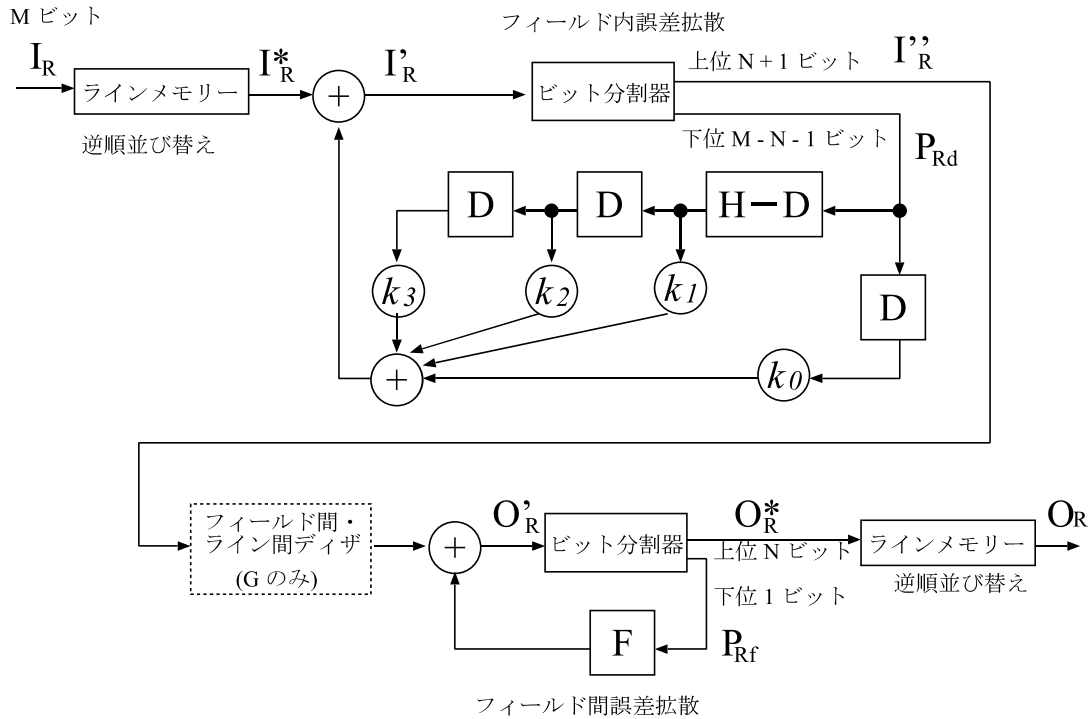 M ビット
フィールド内誤差拡散
I_R
ラインメモリー
I*_R
+
I'_R
ビット分割器
上位 N + 1 ビット
I''_R
逆順並び替え
下位 M - N - 1 ビット
P_Rd
D
D
H－D
k3
k2
k1
D
+
k0
フィールド間・
ライン間ディザ
(G のみ)
+
O'_R
ビット分割器
O*_R
上位 N ビット
ラインメモリー
O_R
逆順並び替え
下位 1 ビット
F
P_Rf
フィールド間誤差拡散